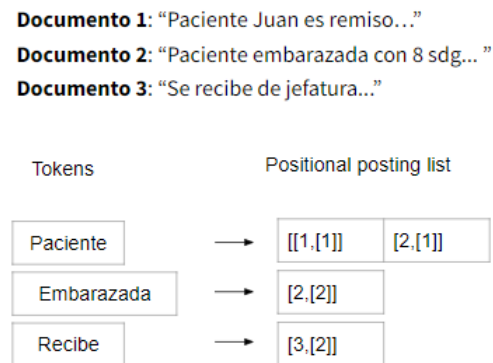 Documento 1: “Paciente Juan es remiso…”
Documento 2: “Paciente embarazada con 8 sdg... ”
Documento 3: “Se recibe de jefatura...”
Tokens Positional posting list
Paciente [[1,[1]] [2,[1]]
Embarazada [2,[2]]
Recibe [3,[2]]